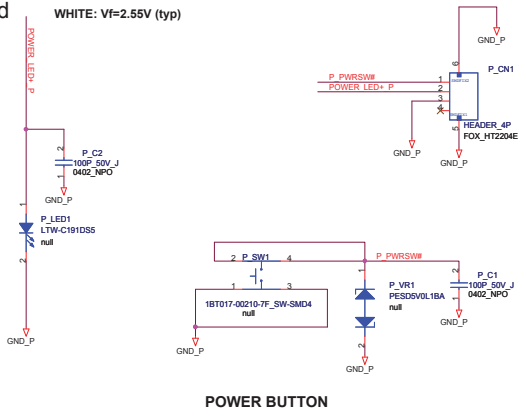 d
WHITE: Vf=2.55V (typ)
POWER_LED+_P
2
P_C2
100P_50V_J
0402_NPO
1
GND_P
1
P_LED1
LTW-C191DS5
null
2
GND_P
GND_P
6
P_CN1
P_PWRSW#
1
POWER_LED+_P
2
3
4
HEADER_4P
FOX_HT2204E
5
GND_P
GND_P
2
P_SW1
4
P_PWRSW#
1
3
1BT017-00210-7F_SW-SMD4
null
GND_P
1
P_VR1
PESD5V0L1BA
null
2
GND_P
2
P_C1
100P_50V_J
0402_NPO
1
GND_P
POWER BUTTON